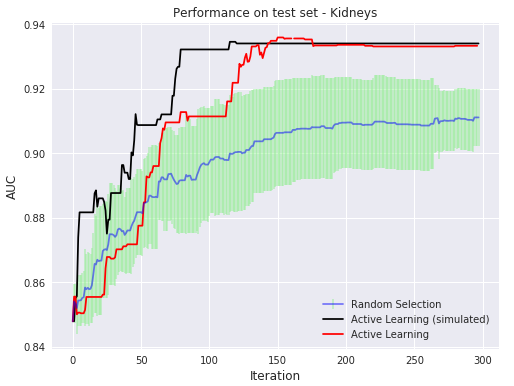 Performance on test set - Kidneys
0.94
0.92
0.90
0.88
0.86
0.84
AUC
0
50
100
150
200
250
300
Iteration
Random Selection
Active Learning (simulated)
Active Learning